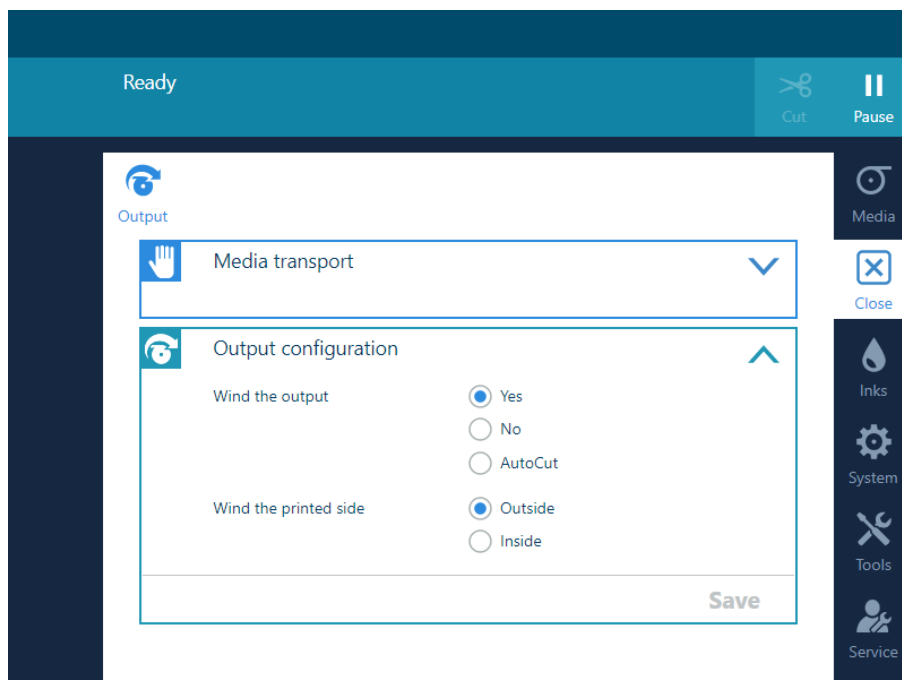 Ready
Cut
Pause
Output
Media
Media transport
Close
Output configuration
Wind the output
Yes
No
AutoCut
Wind the printed side
Outside
Inside
Save
Inks
System
Tools
Service